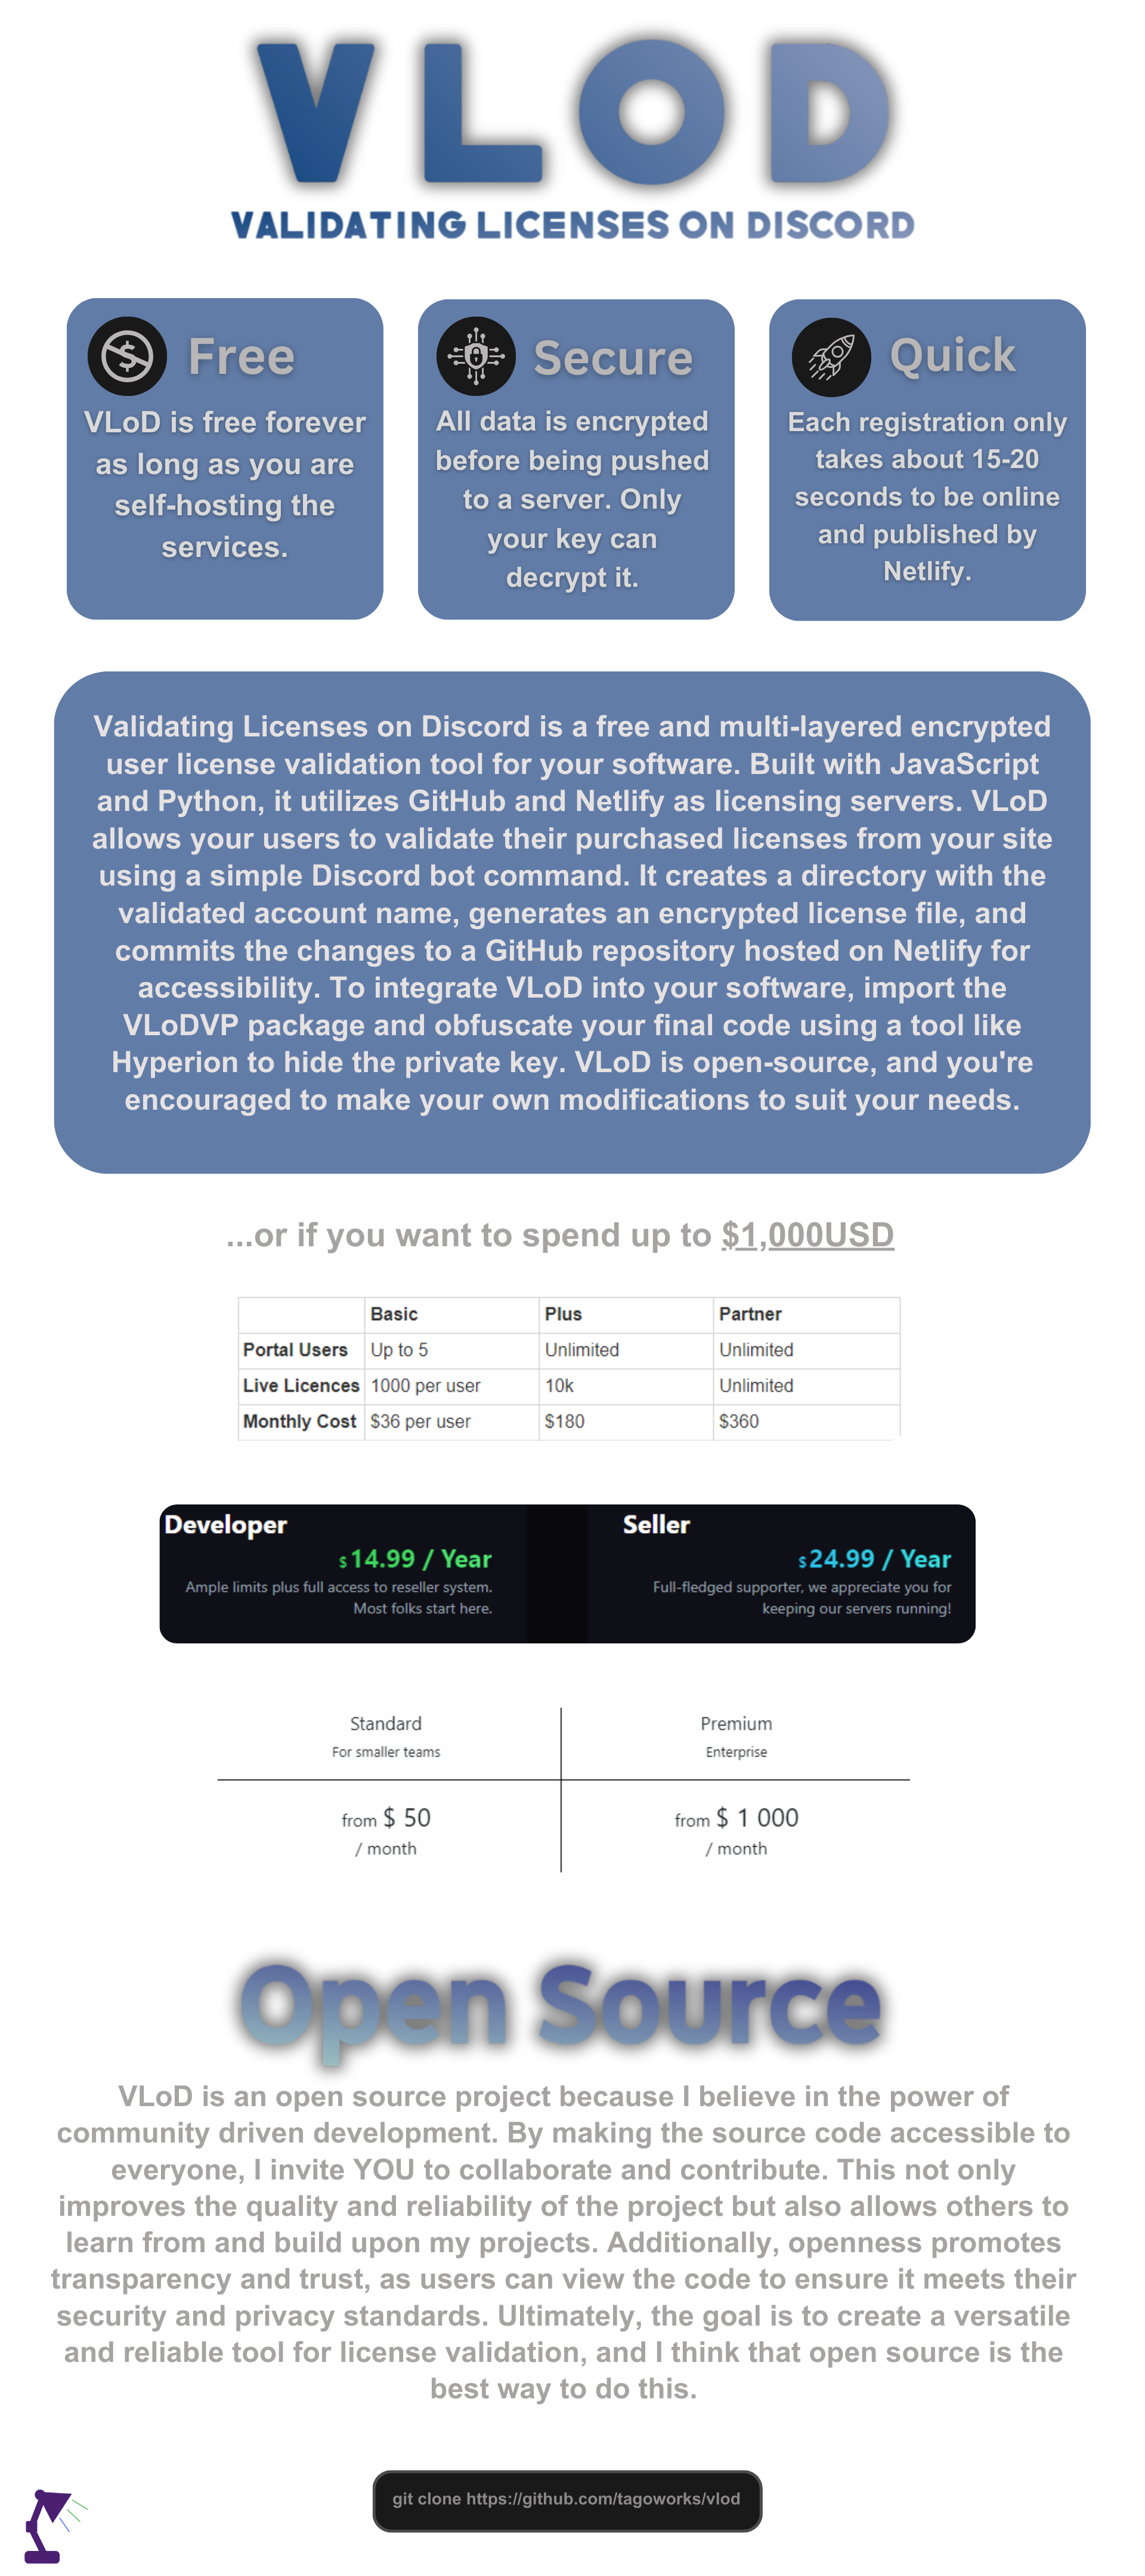 VLOD
VALIDATING LICENSES ON DISCORD
Free
VLoD is free forever
as long as you are
self-hosting the
services.
Secure
All data is encrypted
before being pushed
to a server. Only
your key can
decrypt it.
Quick
Each registration only
takes about 15-20
seconds to be online
and published by
Netlify.
Validating Licenses on Discord is a free and multi-layered encrypted
user license validation tool for your software. Built with JavaScript
and Python, it utilizes GitHub and Netlify as licensing servers. VLoD
allows your users to validate their purchased licenses from your site
using a simple Discord bot command. It creates a directory with the
validated account name, generates an encrypted license file, and
commits the changes to a GitHub repository hosted on Netlify for
accessibility. To integrate VLoD into your software, import the
VLoDVP package and obfuscate your final code using a tool like
Hyperion to hide the private key. VLoD is open-source, and you're
encouraged to make your own modifications to suit your needs.
...or if you want to spend up to $1,000USD
Basic Plus Partner
Portal Users Up to 5 Unlimited Unlimited
Live Licences 1000 per user 10k Unlimited
Monthly Cost $36 per user $180 $360
Developer
$14.99 / Year
Ample limits plus full access to reseller system.
Most folks start here.
Seller
$24.99 / Year
Full-fledged supporter, we appreciate you for
keeping our servers running!
Standard
For smaller teams
from $ 50
/ month
Premium
Enterprise
from $ 1 000
/ month
Open Source
VLoD is an open source project because I believe in the power of
community driven development. By making the source code accessible to
everyone, I invite YOU to collaborate and contribute. This not only
improves the quality and reliability of the project but also allows others to
learn from and build upon my projects. Additionally, openness promotes
transparency and trust, as users can view the code to ensure it meets their
security and privacy standards. Ultimately, the goal is to create a versatile
and reliable tool for license validation, and I think that open source is the
best way to do this.
git clone https://github.com/tagoworks/vlod